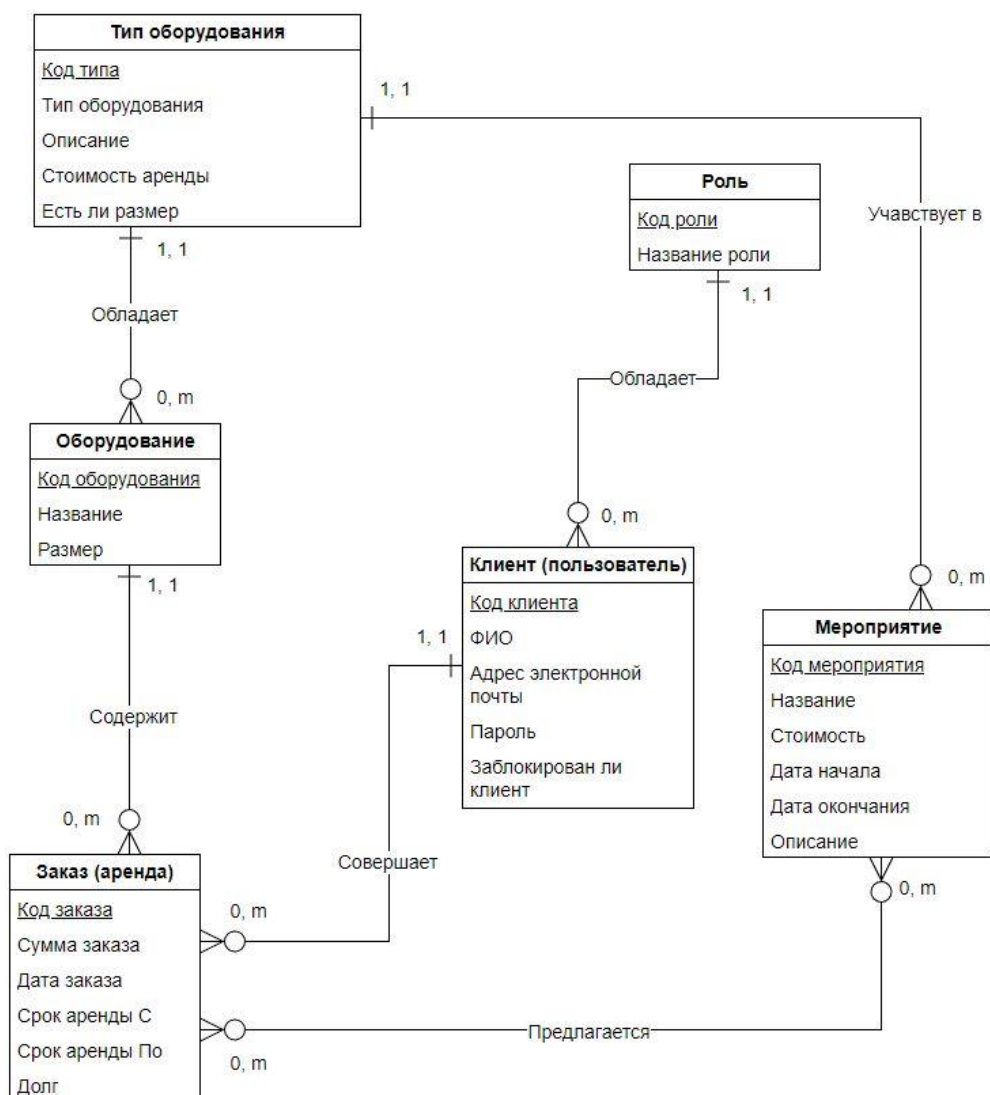 Тип оборудования
Код типа
Тип оборудования
Описание
Стоимость аренды
Есть ли размер
1, 1
1, 1
Роль
Код роли
Название роли
1, 1
Учавствует в
Обладает
Обладает
0, m
Оборудование
Код оборудования
Название
Размер
1, 1
0, m
Клиент (пользователь)
Код клиента
ФИО
Адрес электронной
почты
Пароль
Заблокирован ли
клиент
1, 1
0, m
Мероприятие
Код мероприятия
Название
Стоимость
Дата начала
Дата окончания
Описание
0, m
Содержит
0, m
Совершает
Заказ (аренда)
Код заказа
Сумма заказа
Дата заказа
Срок аренды С
Срок аренды По
Долг
0, m
Предлагается
0, m